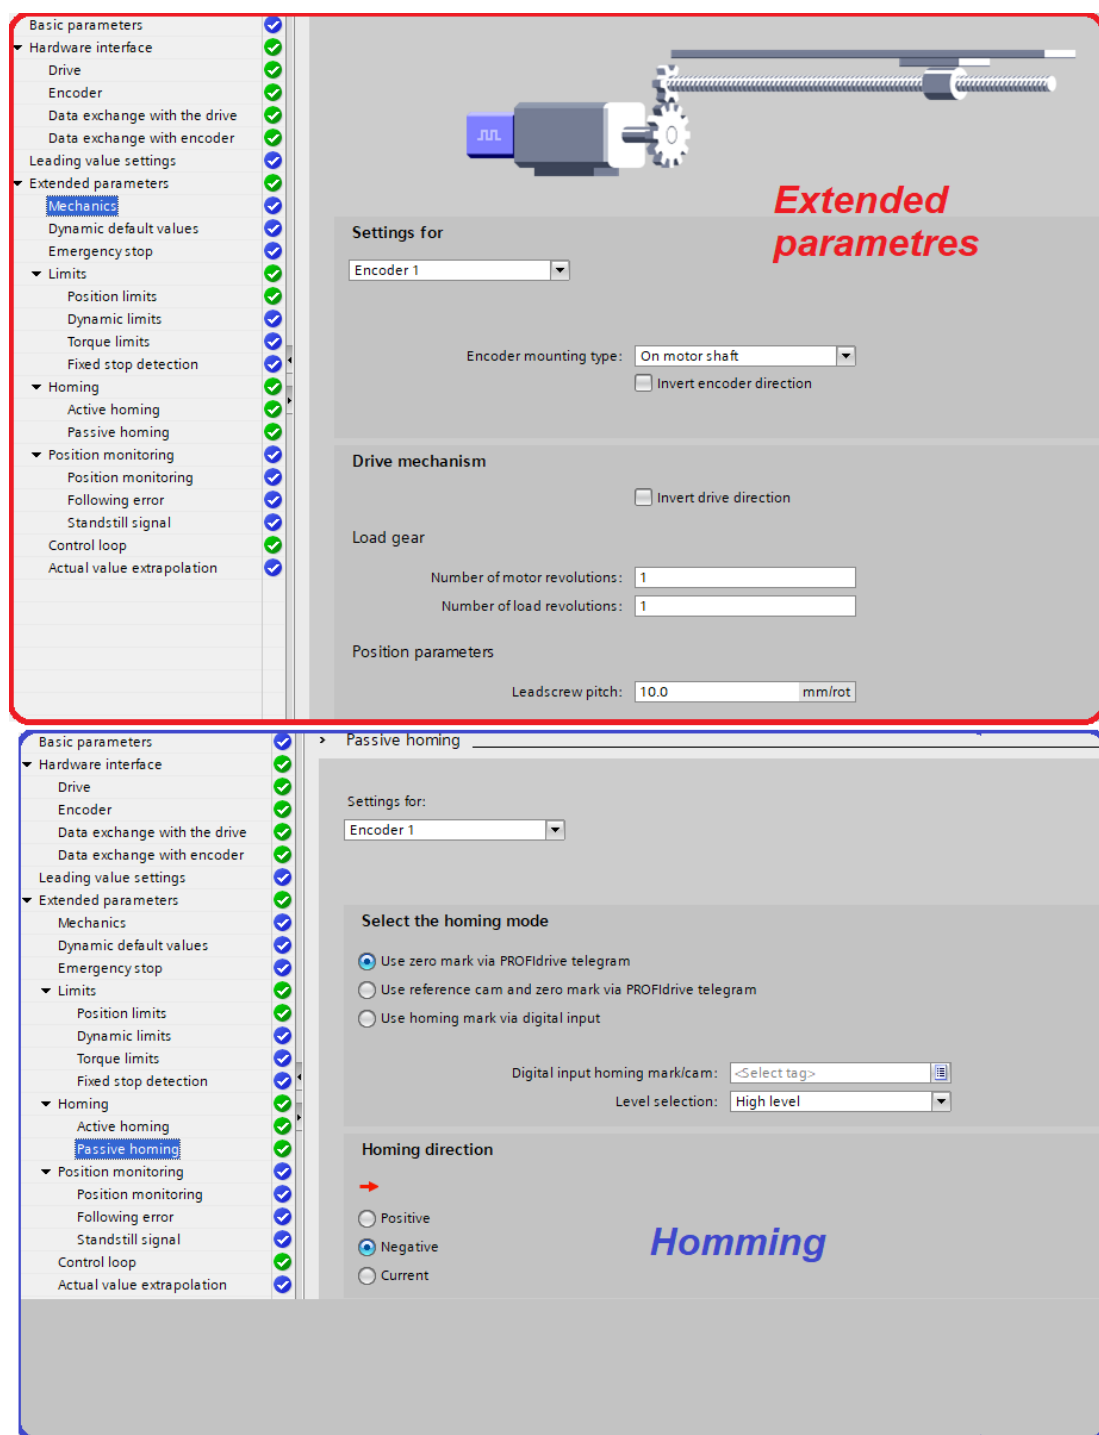 Basic parameters
Hardware interface
Drive
Encoder
Data exchange with the drive
Data exchange with encoder
Leading value settings
Extended parameters
Mechanics
Dynamic default values
Emergency stop
Limits
Position limits
Dynamic limits
Torque limits
Fixed stop detection
Homing
Active homing
Passive homing
Position monitoring
Position monitoring
Following error
Standstill signal
Control loop
Actual value extrapolation
Extended
parametres
Settings for
Encoder 1
Encoder mounting type: On motor shaft
Invert encoder direction
Drive mechanism
Invert drive direction
Load gear
Number of motor revolutions: 1
Number of load revolutions: 1
Position parameters
Leadscrew pitch: 10.0 mm/rot
Basic parameters
Hardware interface
Drive
Encoder
Data exchange with the drive
Data exchange with encoder
Leading value settings
Extended parameters
Mechanics
Dynamic default values
Emergency stop
Limits
Position limits
Dynamic limits
Torque limits
Fixed stop detection
Homing
Active homing
Passive homing
Position monitoring
Position monitoring
Following error
Standstill signal
Control loop
Actual value extrapolation
Passive homing
Settings for:
Encoder 1
Select the homing mode
Use zero mark via PROFIdrive telegram
Use reference cam and zero mark via PROFIdrive telegram
Use homing mark via digital input
Digital input homing mark/cam: <Select tag>
Level selection: High level
Homing direction
Positive
Negative
Current
Homming